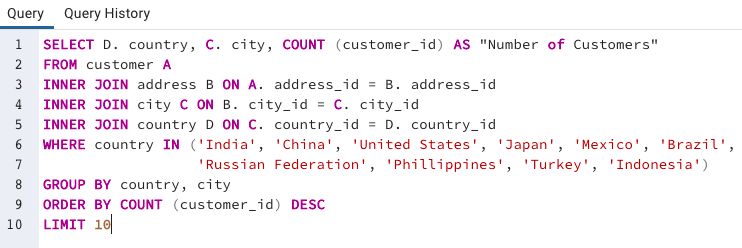 Query Query History
1 SELECT D. country, C. city, COUNT (customer_id) AS "Number of Customers"
2 FROM customer A
3 INNER JOIN address B ON A. address_id = B. address_id
4 INNER JOIN city C ON B. city_id = C. city_id
5 INNER JOIN country D ON C. country_id = D. country_id
6 WHERE country IN ('India', 'China', 'United States', 'Japan', 'Mexico', 'Brazil',
7 'Russian Federation', 'Phillippines', 'Turkey', 'Indonesia')
8 GROUP BY country, city
9 ORDER BY COUNT (customer_id) DESC
10 LIMIT 10